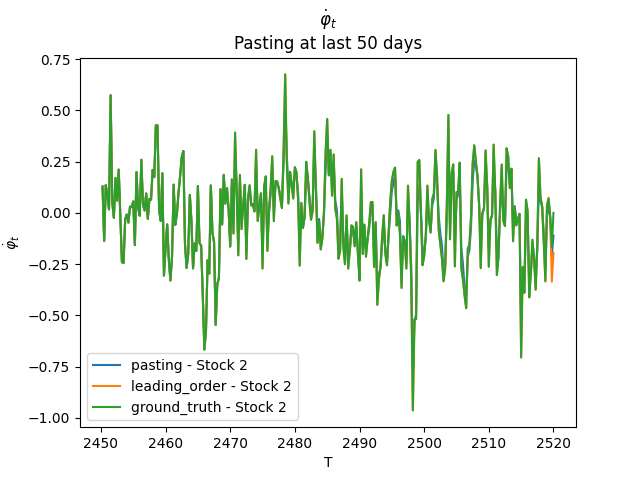 φ̇ₜ
Pasting at last 50 days
0.75
0.50
0.25
0.00
−0.25
−0.50
−0.75
−1.00
φ̇ₜ
pasting - Stock 2
leading_order - Stock 2
ground_truth - Stock 2
2450 2460 2470 2480 2490 2500 2510 2520
T